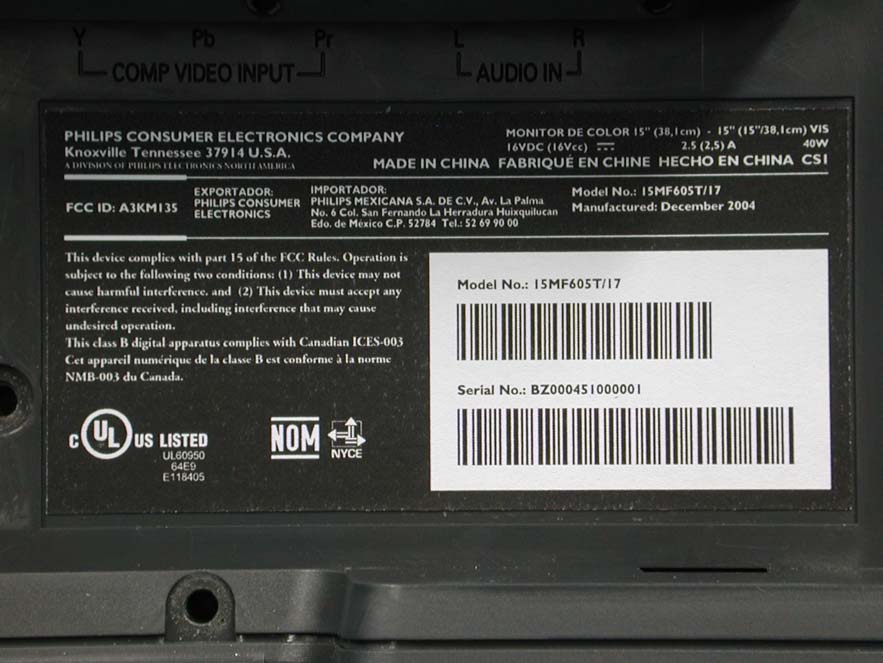 Y Pb Pr L R
COMP VIDEO INPUT AUDIO IN
PHILIPS CONSUMER ELECTRONICS COMPANY
Knoxville Tennessee 37914 U.S.A.
A DIVISION OF PHILIPS ELECTRONICS NORTH AMERICA
MONITOR DE COLOR 15" (38,1cm) - 15" (15"/38,1cm) VIS
16VDC (16Vcc) 2.5 (2,5) A 40W
MADE IN CHINA FABRIQUÉ EN CHINE HECHO EN CHINA CS1
FCC ID: A3KM135
EXPORTADOR:
PHILIPS CONSUMER
ELECTRONICS
IMPORTADOR:
PHILIPS MEXICANA S.A. DE C.V., Av. La Palma
No. 6 Col. San Fernando La Herradura Huixquilucan
Edo. de México C.P. 52784 Tel.: 52 69 90 00
Model No.: 15MF605T/17
Manufactured: December 2004
This device complies with part 15 of the FCC Rules. Operation is
subject to the following two conditions: (1) This device may not
cause harmful interference. and (2) This device must accept any
interference received, including interference that may cause
undesired operation.
This class B digital apparatus complies with Canadian ICES-003
Cet appareil numérique de la classe B est conforme à la norme
NMB-003 du Canada.
C UL US LISTED
UL60950
64E9
E118405
NOM
NYCE
Model No.: 15MF605T/17
Serial No.: BZ000451000001